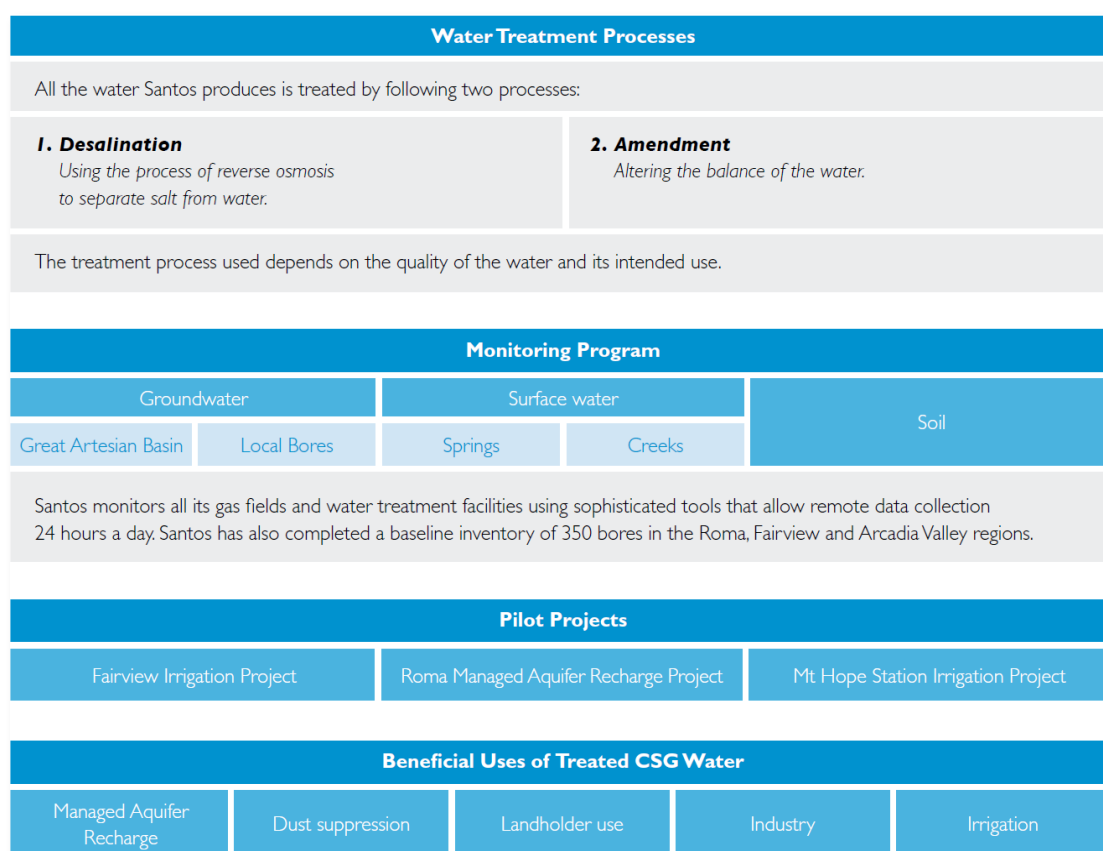 Water Treatment Processes
All the water Santos produces is treated by following two processes:
1. Desalination
Using the process of reverse osmosis
to separate salt from water.
2. Amendment
Altering the balance of the water.
The treatment process used depends on the quality of the water and its intended use.
Monitoring Program
Groundwater
Surface water
Soil
Great Artesian Basin
Local Bores
Springs
Creeks
Santos monitors all its gas fields and water treatment facilities using sophisticated tools that allow remote data collection
24 hours a day. Santos has also completed a baseline inventory of 350 bores in the Roma, Fairview and Arcadia Valley regions.
Pilot Projects
Fairview Irrigation Project
Roma Managed Aquifer Recharge Project
Mt Hope Station Irrigation Project
Beneficial Uses of Treated CSG Water
Managed Aquifer
Recharge
Dust suppression
Landholder use
Industry
Irrigation